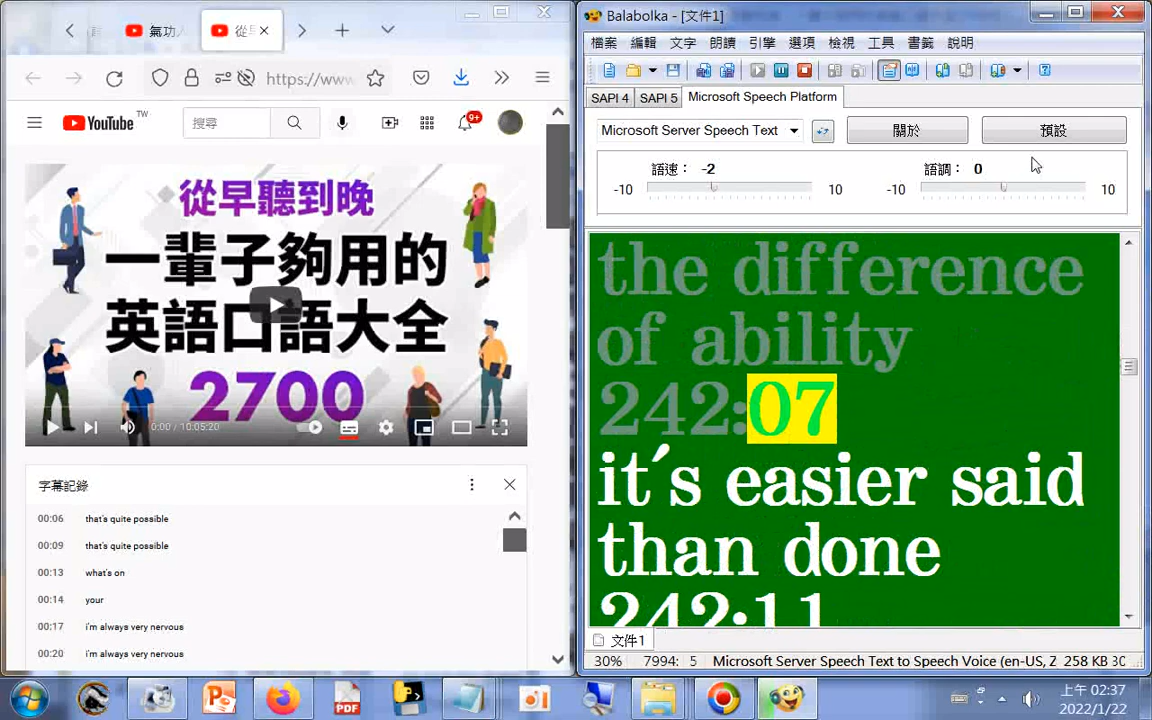 氣功
從
https://www
YouTube TW
搜尋
9+
從早聽到晚
一輩子夠用的
英語口語大全
2700
0:00 / 10:05:20
字幕記錄
00:06 that's quite possible
00:09 that's quite possible
00:13 what's on
00:14 your
00:17 i'm always very nervous
00:20 i'm always very nervous
Balabolka - [文件1]
檔案 編輯 文字 朗讀 引擎 選項 檢視 工具 書籤 說明
SAPI 4 SAPI 5 Microsoft Speech Platform
Microsoft Server Speech Text 關於 預設
語速： -2 語調： 0
-10 10 -10 10
the difference
of ability
242:07
it's easier said
than done
242:11
文件1
30% 7994: 5 Microsoft Server Speech Text to Speech Voice (en-US, Z 258 KB
PDF
上午 02:37
2022/1/22